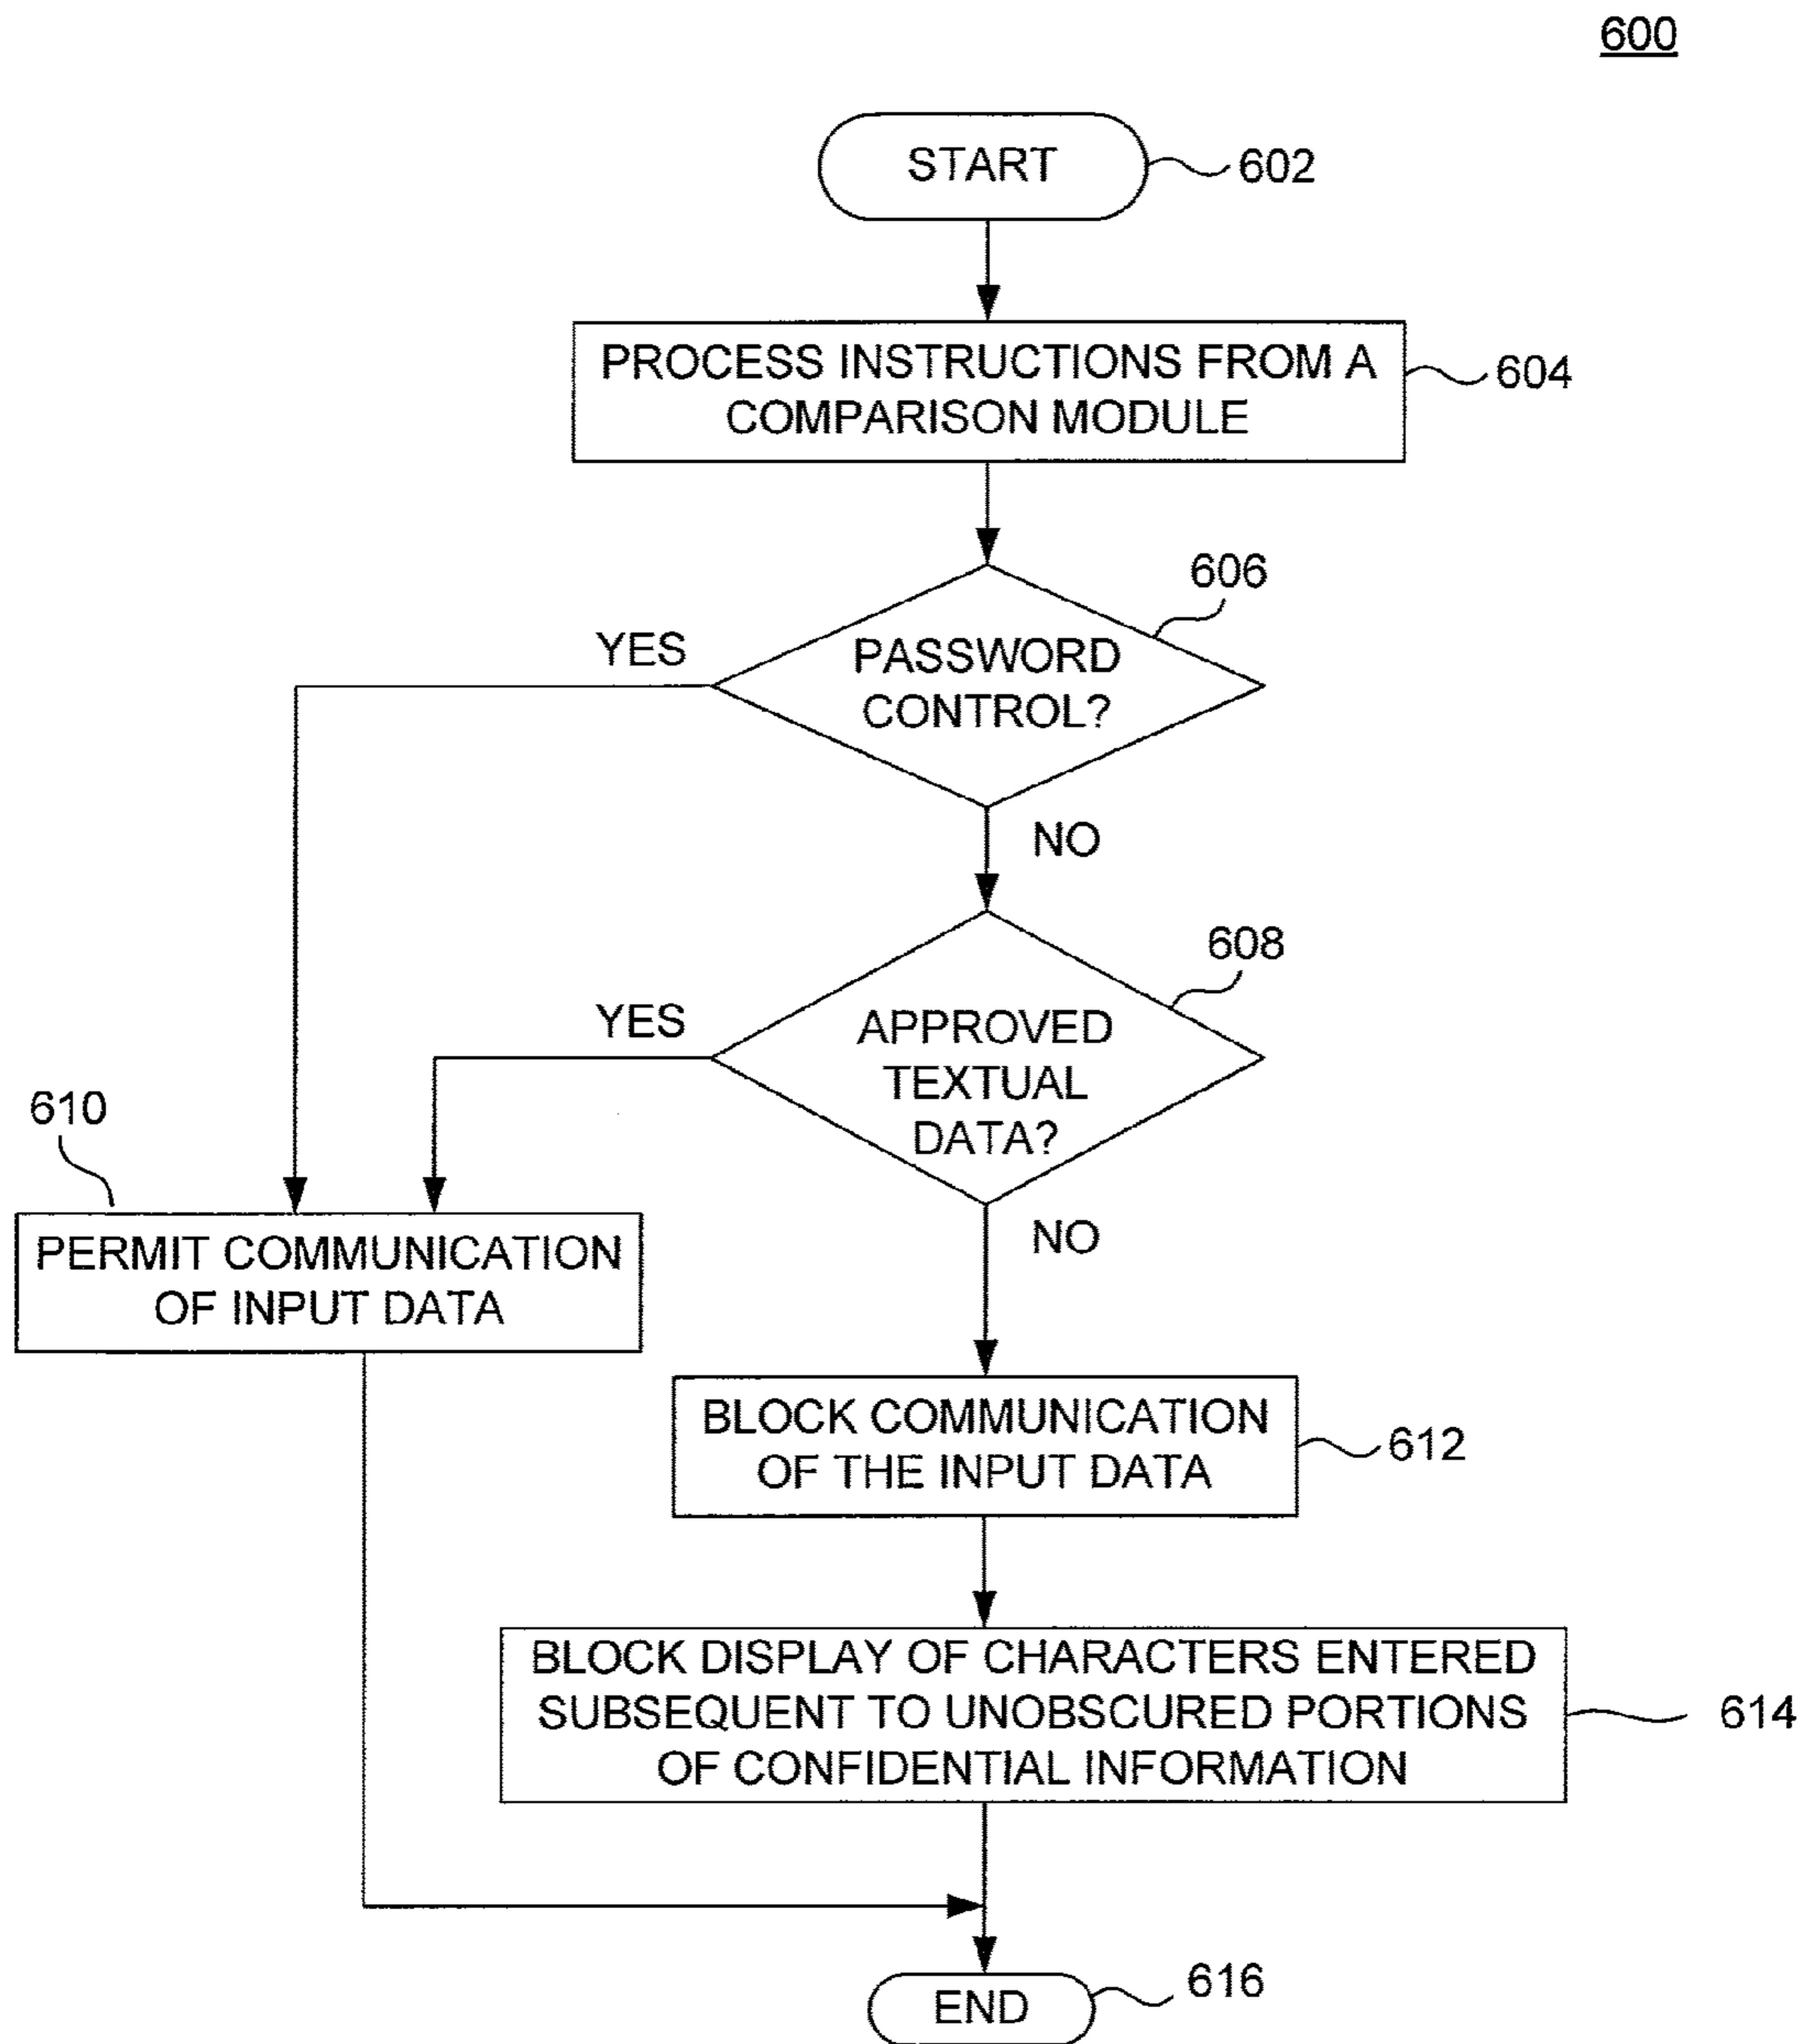 600
START
602
PROCESS INSTRUCTIONS FROM A
COMPARISON MODULE
604
606
YES
PASSWORD
CONTROL?
NO
608
YES
APPROVED
TEXTUAL
DATA?
610
NO
PERMIT COMMUNICATION
OF INPUT DATA
BLOCK COMMUNICATION
OF THE INPUT DATA
612
BLOCK DISPLAY OF CHARACTERS ENTERED
SUBSEQUENT TO UNOBSCURED PORTIONS
OF CONFIDENTIAL INFORMATION
614
END
616